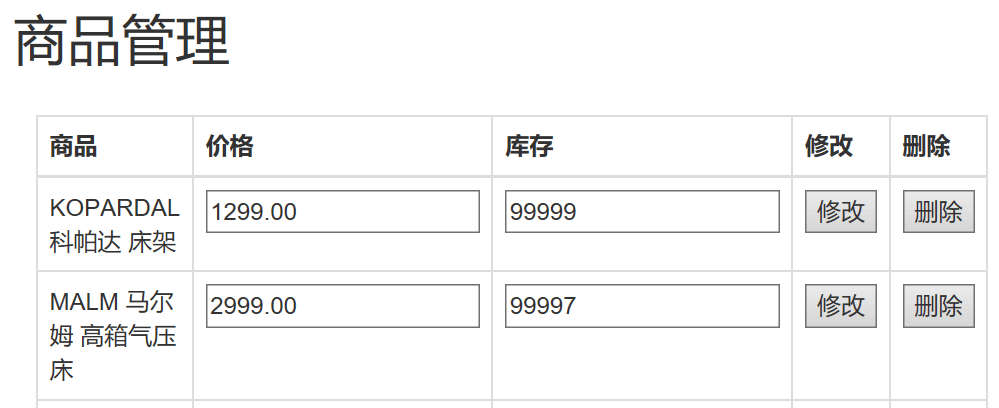 商品管理
商品 价格 库存 修改 删除
KOPARDAL 1299.00 99999 修改 删除
科帕达 床架
MALM 马尔 2999.00 99997 修改 删除
姆 高箱气压
床